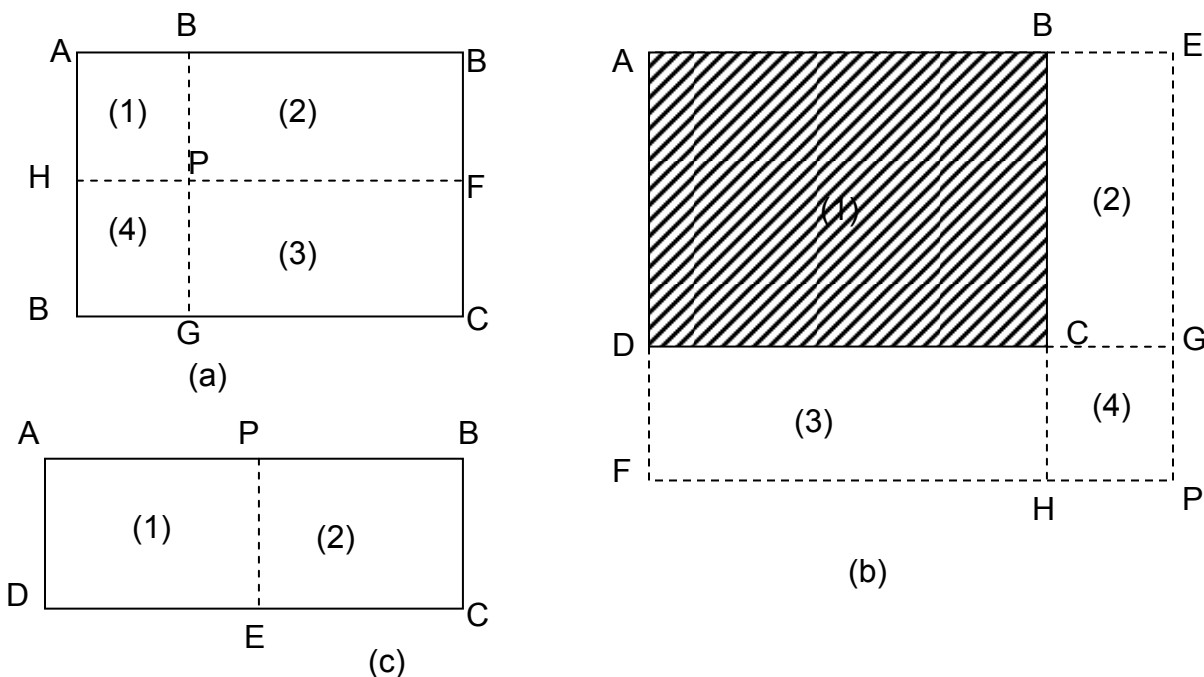 B
A B
(1) (2)
P
H F
(4) (3)
B C
G
(a)
A P B
(1) (2)
D C
E
(c)
B E
A
(1) (2)
D C G
(3) (4)
F P
H
(b)